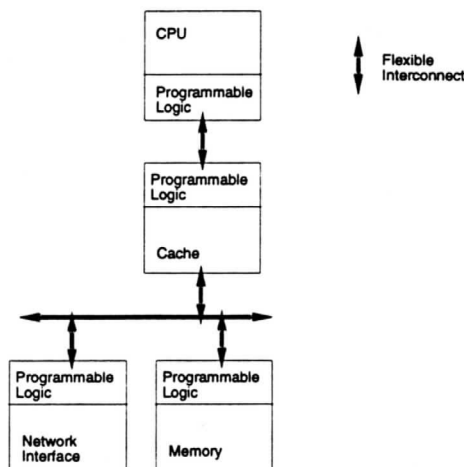 CPU
Programmable
Logic
Flexible
Interconnect
Programmable
Logic
Cache
Programmable
Logic
Network
Interface
Programmable
Logic
Memory